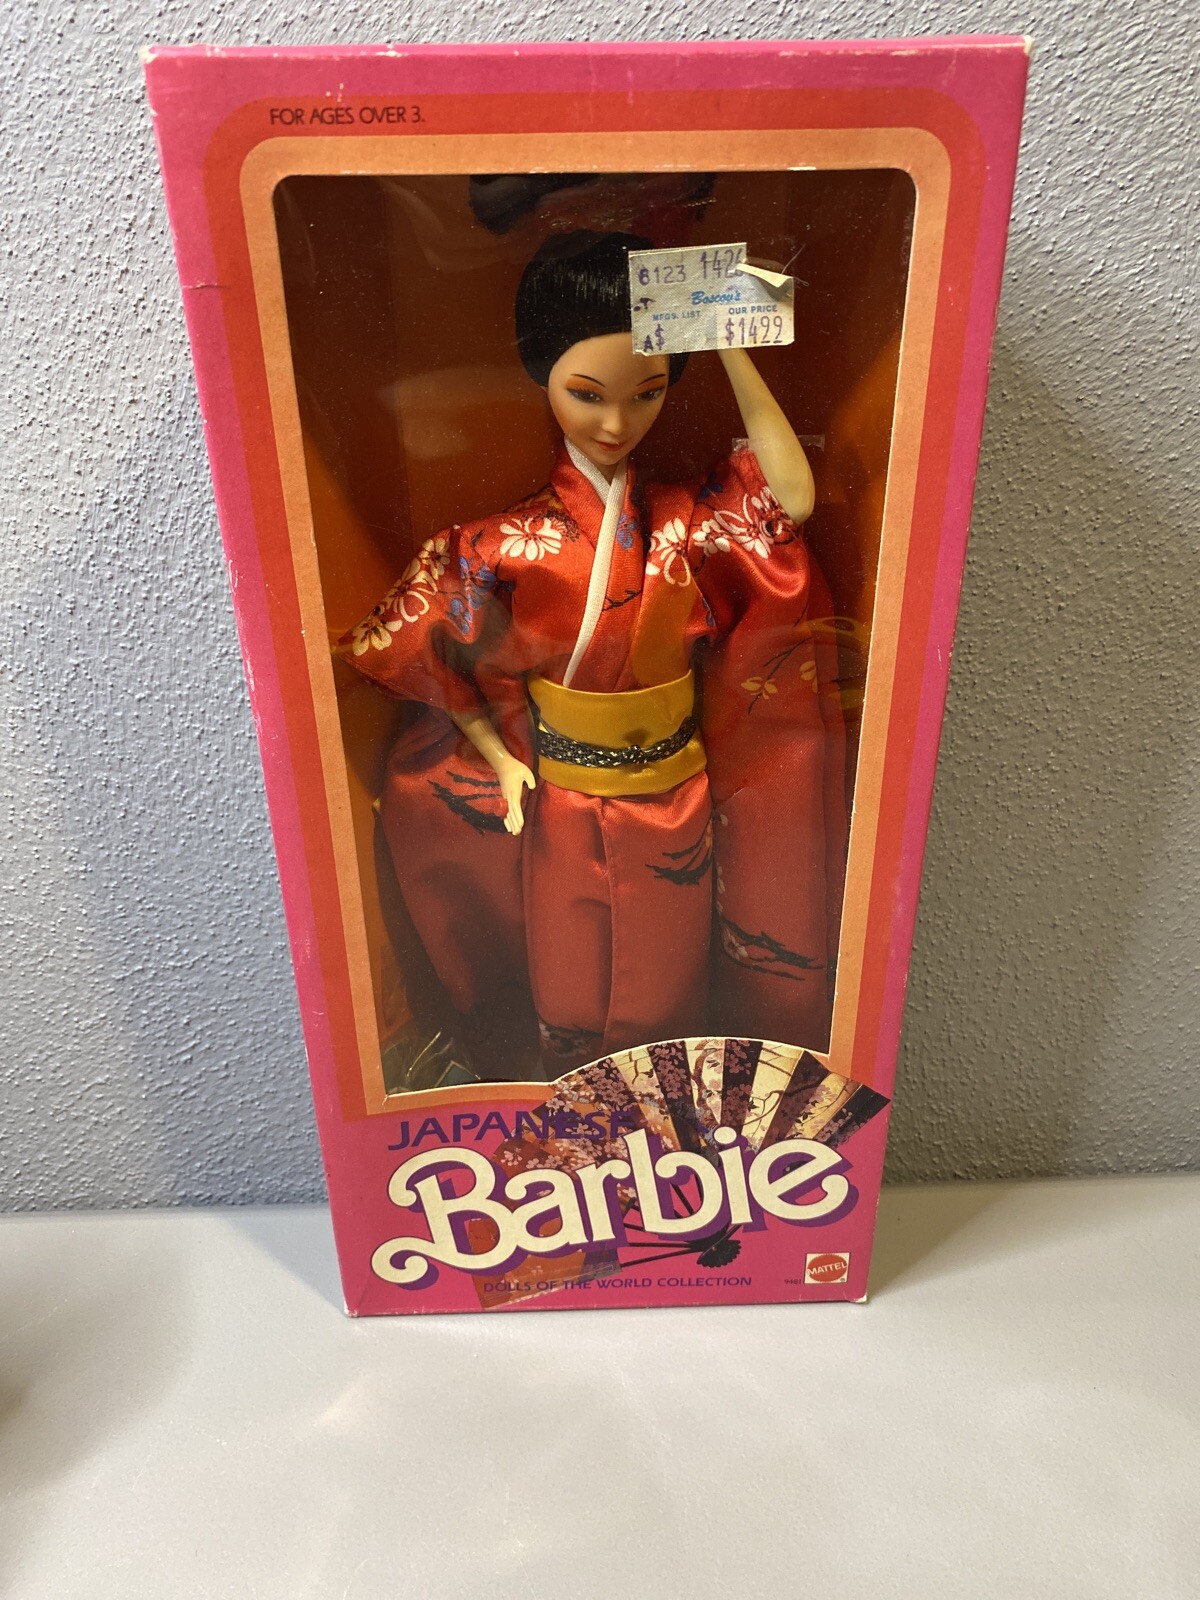 FOR AGES OVER 3.
6123 142
Boscov's
MFGS. LIST OUR PRICE
A$ $1422
JAPANESE
Barbie
DOLLS OF THE WORLD COLLECTION
9481
MATTEL